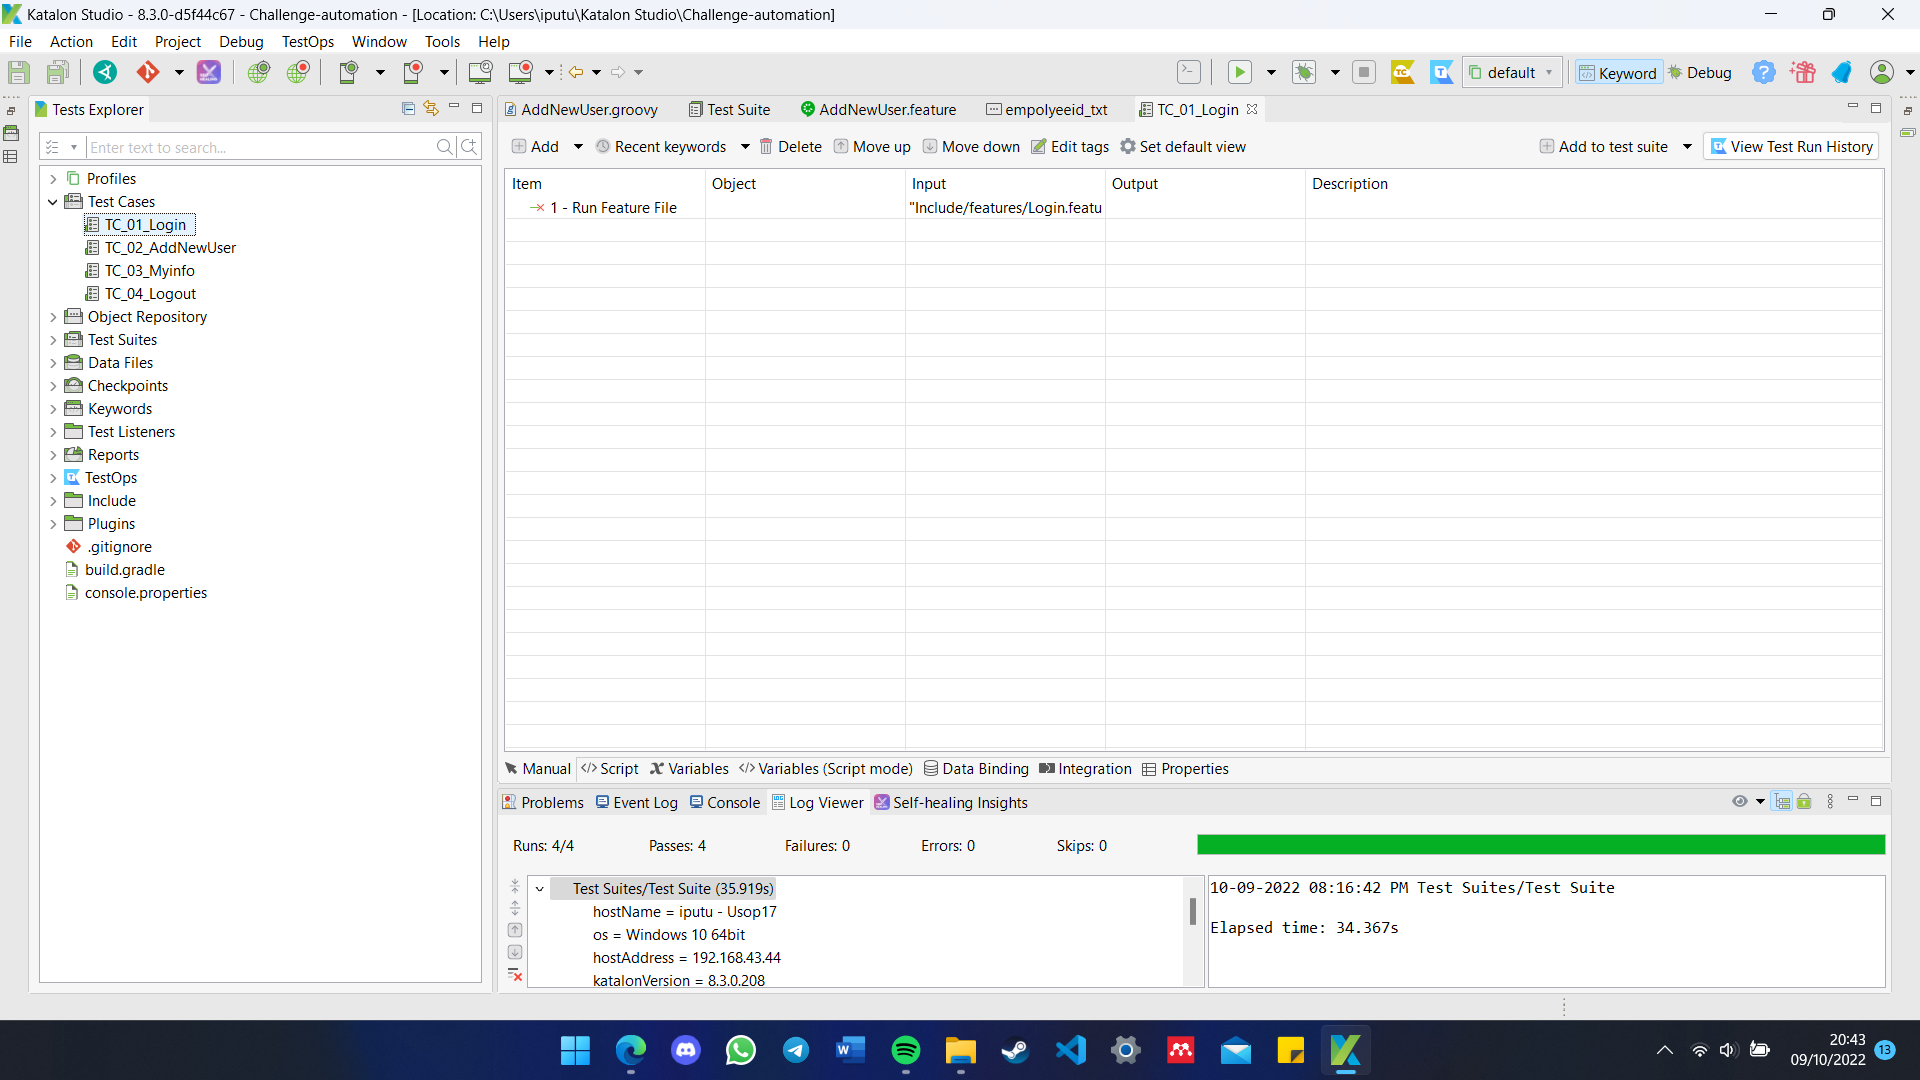 Katalon Studio - 8.3.0-d5f44c67 - Challenge-automation - [Location: C:\Users\iputu\Katalon Studio\Challenge-automation]
File Action Edit Project Debug TestOps Window Tools Help
default Keyword Debug
Tests Explorer
Enter text to search...
Profiles
Test Cases
TC_01_Login
TC_02_AddNewUser
TC_03_Myinfo
TC_04_Logout
Object Repository
Test Suites
Data Files
Checkpoints
Keywords
Test Listeners
Reports
TestOps
Include
Plugins
.gitignore
build.gradle
console.properties
AddNewUser.groovy Test Suite AddNewUser.feature empolyeeid_txt TC_01_Login
Add Recent keywords Delete Move up Move down Edit tags Set default view Add to test suite View Test Run History
Item Object Input Output Description
1 - Run Feature File "Include/features/Login.featu
Manual Script Variables Variables (Script mode) Data Binding Integration Properties
Problems Event Log Console Log Viewer Self-healing Insights
Runs: 4/4 Passes: 4 Failures: 0 Errors: 0 Skips: 0
Test Suites/Test Suite (35.919s)
hostName = iputu - Usop17
os = Windows 10 64bit
hostAddress = 192.168.43.44
katalonVersion = 8.3.0.208
10-09-2022 08:16:42 PM Test Suites/Test Suite
Elapsed time: 34.367s
20:43
09/10/2022
13